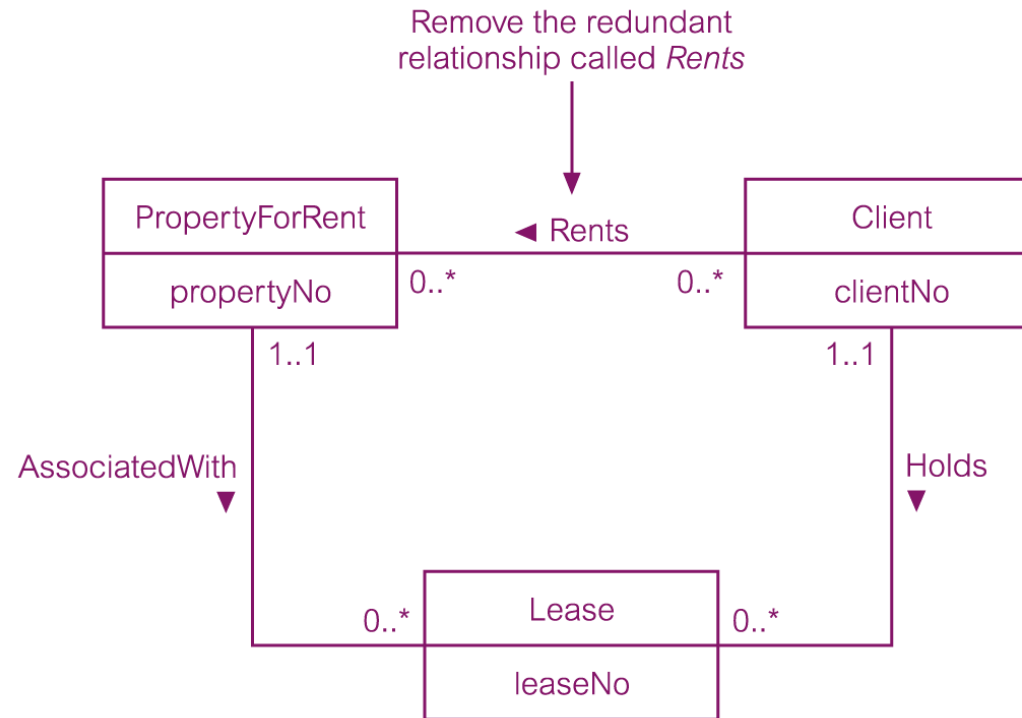 Remove the redundant
relationship called Rents
PropertyForRent
◄ Rents
Client
propertyNo
0..*
0..*
clientNo
1..1
1..1
AssociatedWith
▼
Holds
▼
0..*
Lease
0..*
leaseNo